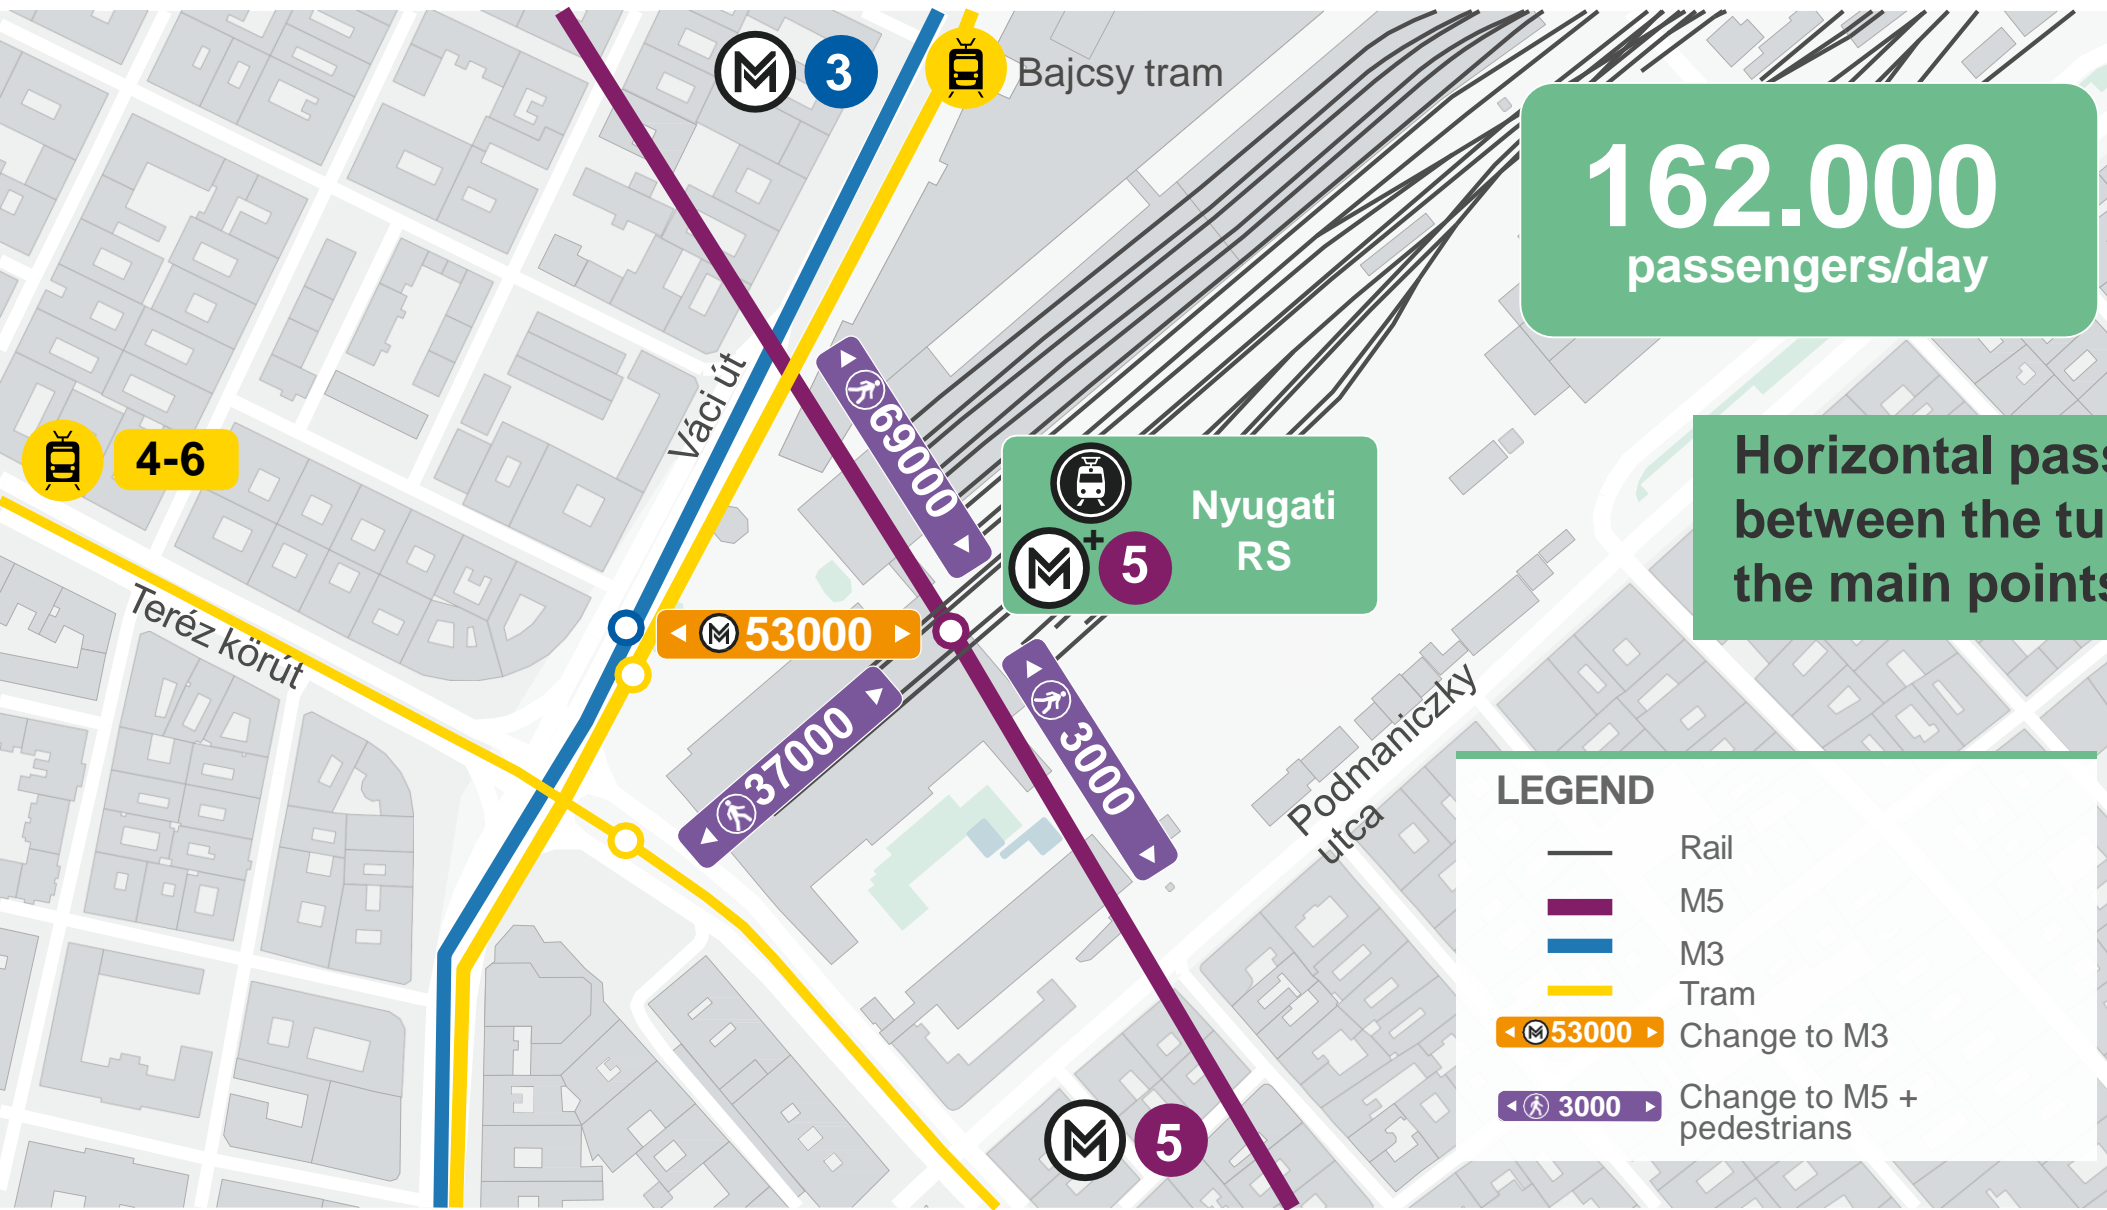 3
Bajcsy tram
162.000
passengers/day
Váci út
4-6
69000
Nyugati
RS
+
5
Horizontal pass
between the tu
the main points
Teréz körút
53000
37000
3000
Podmaniczky
utca
LEGEND
Rail
M5
M3
Tram
53000
Change to M3
3000
Change to M5 +
pedestrians
5